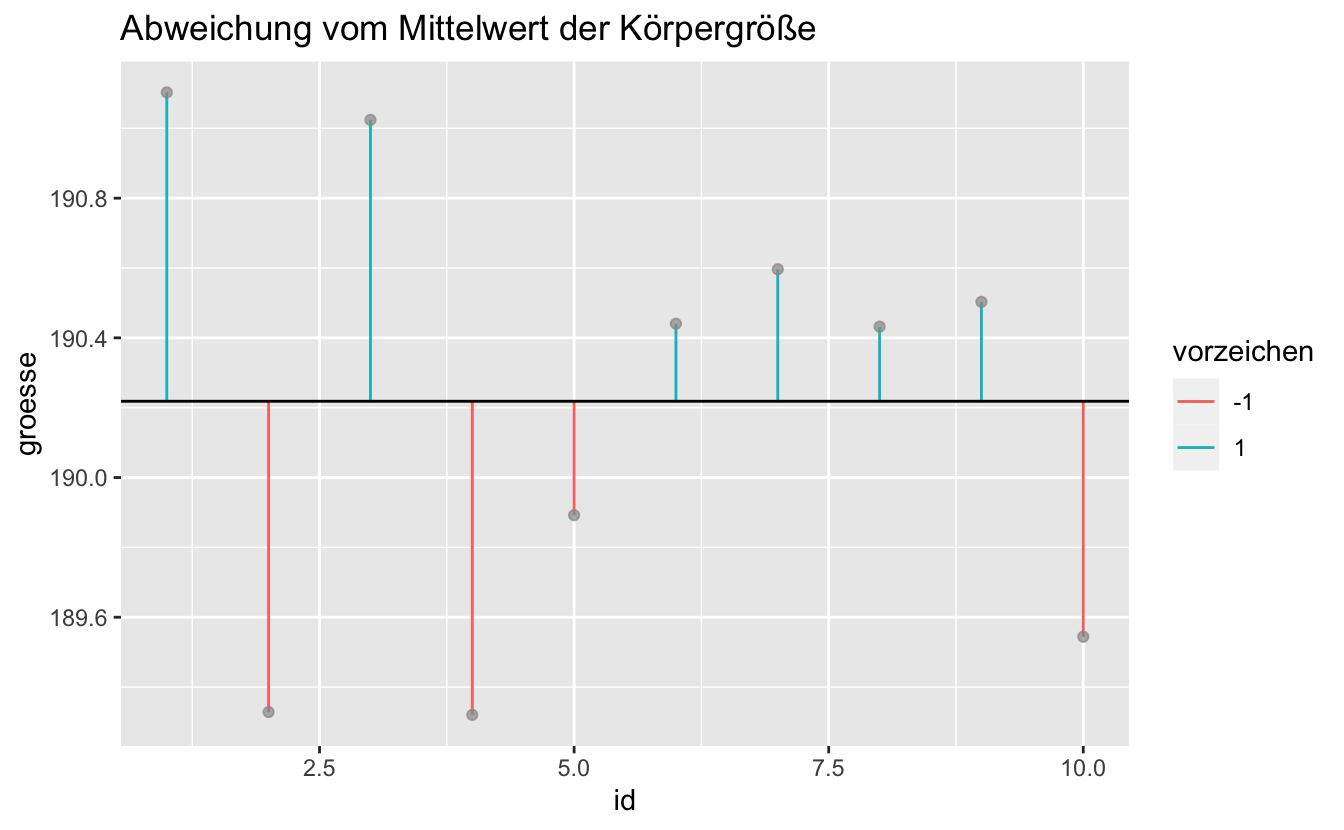 Abweichung vom Mittelwert der Körpergröße
190.8
190.4
190.0
189.6
groesse
2.5
5.0
7.5
10.0
id
vorzeichen
-1
1